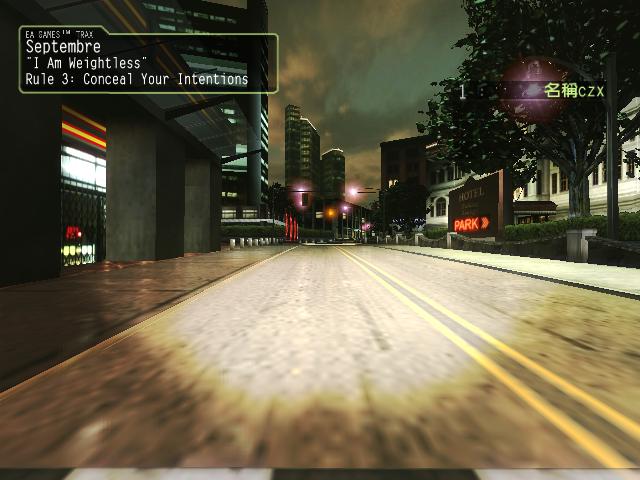 EA GAMES™ TRAX
Septembre
"I Am Weightless"
Rule 3: Conceal Your Intentions
1 名稱czx
HOTEL
PARK »